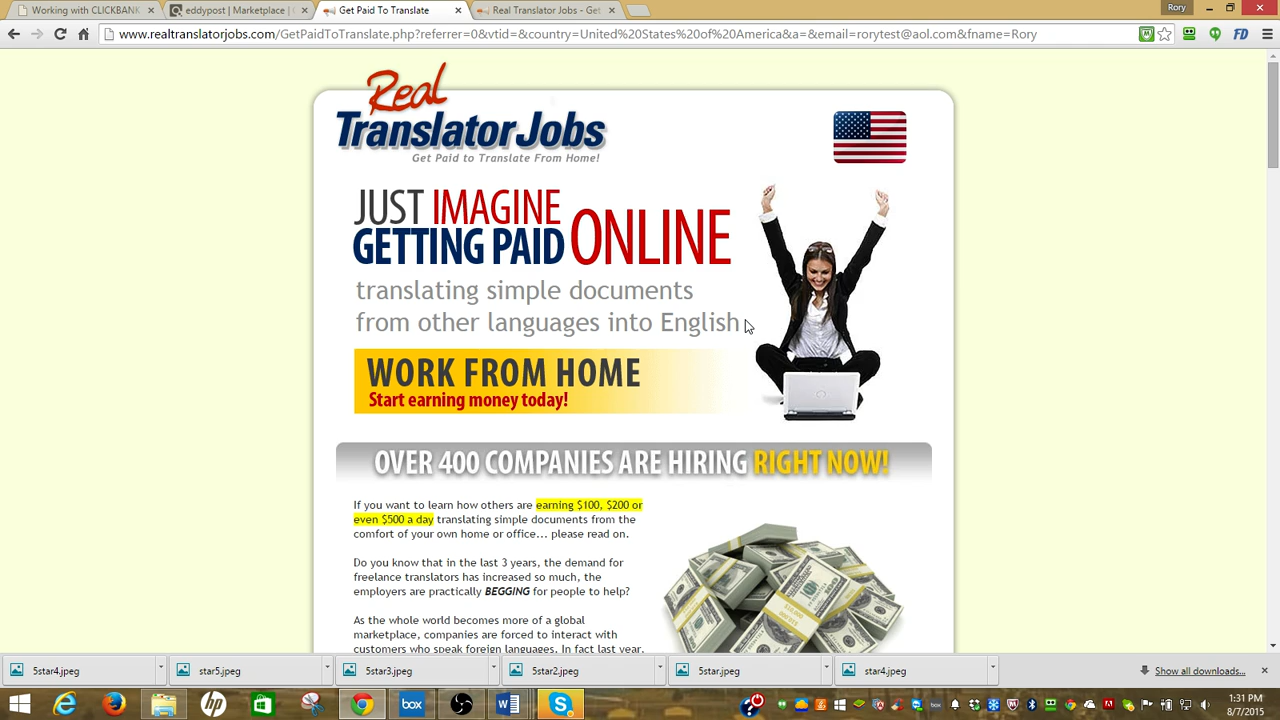 Working with CLICKBANK
eddypost | Marketplace | C
Get Paid To Translate
Real Translator Jobs - Get
Rory
www.realtranslatorjobs.com/GetPaidToTranslate.php?referrer=0&vtid=&country=United%20States%20of%20America&a=&email=rorytest@aol.com&fname=Rory
FD
Real
Translator Jobs
Get Paid to Translate From Home!
JUST IMAGINE
GETTING PAID ONLINE
translating simple documents
from other languages into English
WORK FROM HOME
Start earning money today!
OVER 400 COMPANIES ARE HIRING RIGHT NOW!
If you want to learn how others are earning $100, $200 or
even $500 a day translating simple documents from the
comfort of your own home or office... please read on.
Do you know that in the last 3 years, the demand for
freelance translators has increased so much, the
employers are practically BEGGING for people to help?
As the whole world becomes more of a global
marketplace, companies are forced to interact with
customers who speak foreign languages. In fact last year,
5star4.jpeg
star5.jpeg
5star3.jpeg
5star2.jpeg
5star.jpeg
star4.jpeg
Show all downloads...
hp
box
1:31 PM
8/7/2015